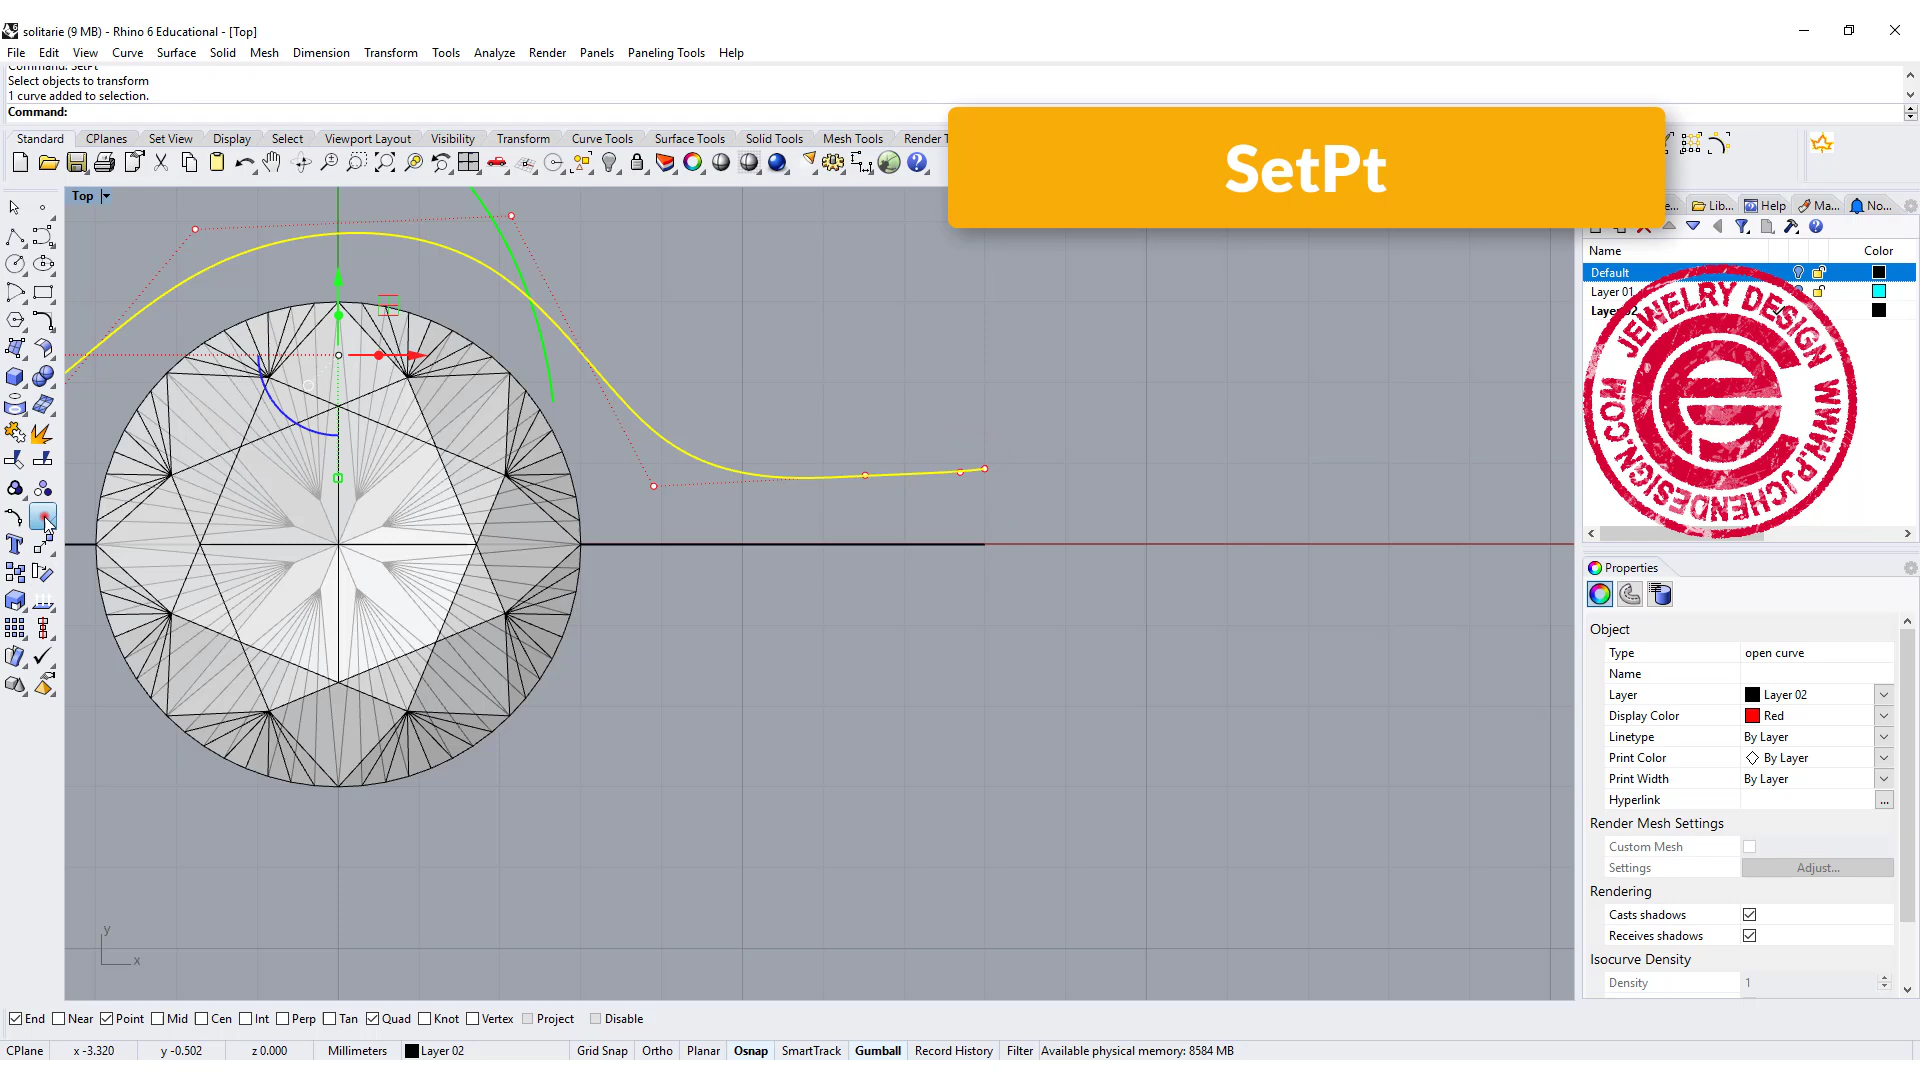 solitarie (9 MB) - Rhino 6 Educational - [Top]
File Edit View Curve Surface Solid Mesh Dimension Transform Tools Analyze Render Panels Paneling Tools Help
Command: SetPt
Select objects to transform
1 curve added to selection.
Command:
SetPt
Standard CPlanes Set View Display Select Viewport Layout Visibility Transform Curve Tools Surface Tools Solid Tools Mesh Tools Render T
Top
Lib... Help Ma... No...
Name Color
Default
Layer 01
Layer 02
JEWELRY DESIGN WWW.PJCHENDESIGN.COM
Properties
Object
Type open curve
Name
Layer Layer 02
Display Color Red
Linetype By Layer
Print Color By Layer
Print Width By Layer
Hyperlink ...
Render Mesh Settings
Custom Mesh
Settings Adjust...
Rendering
Casts shadows
Receives shadows
Isocurve Density
Density 1
y
x
End Near Point Mid Cen Int Perp Tan Quad Knot Vertex Project Disable
CPlane x -3.320 y -0.502 z 0.000 Millimeters Layer 02 Grid Snap Ortho Planar Osnap SmartTrack Gumball Record History Filter Available physical memory: 8584 MB